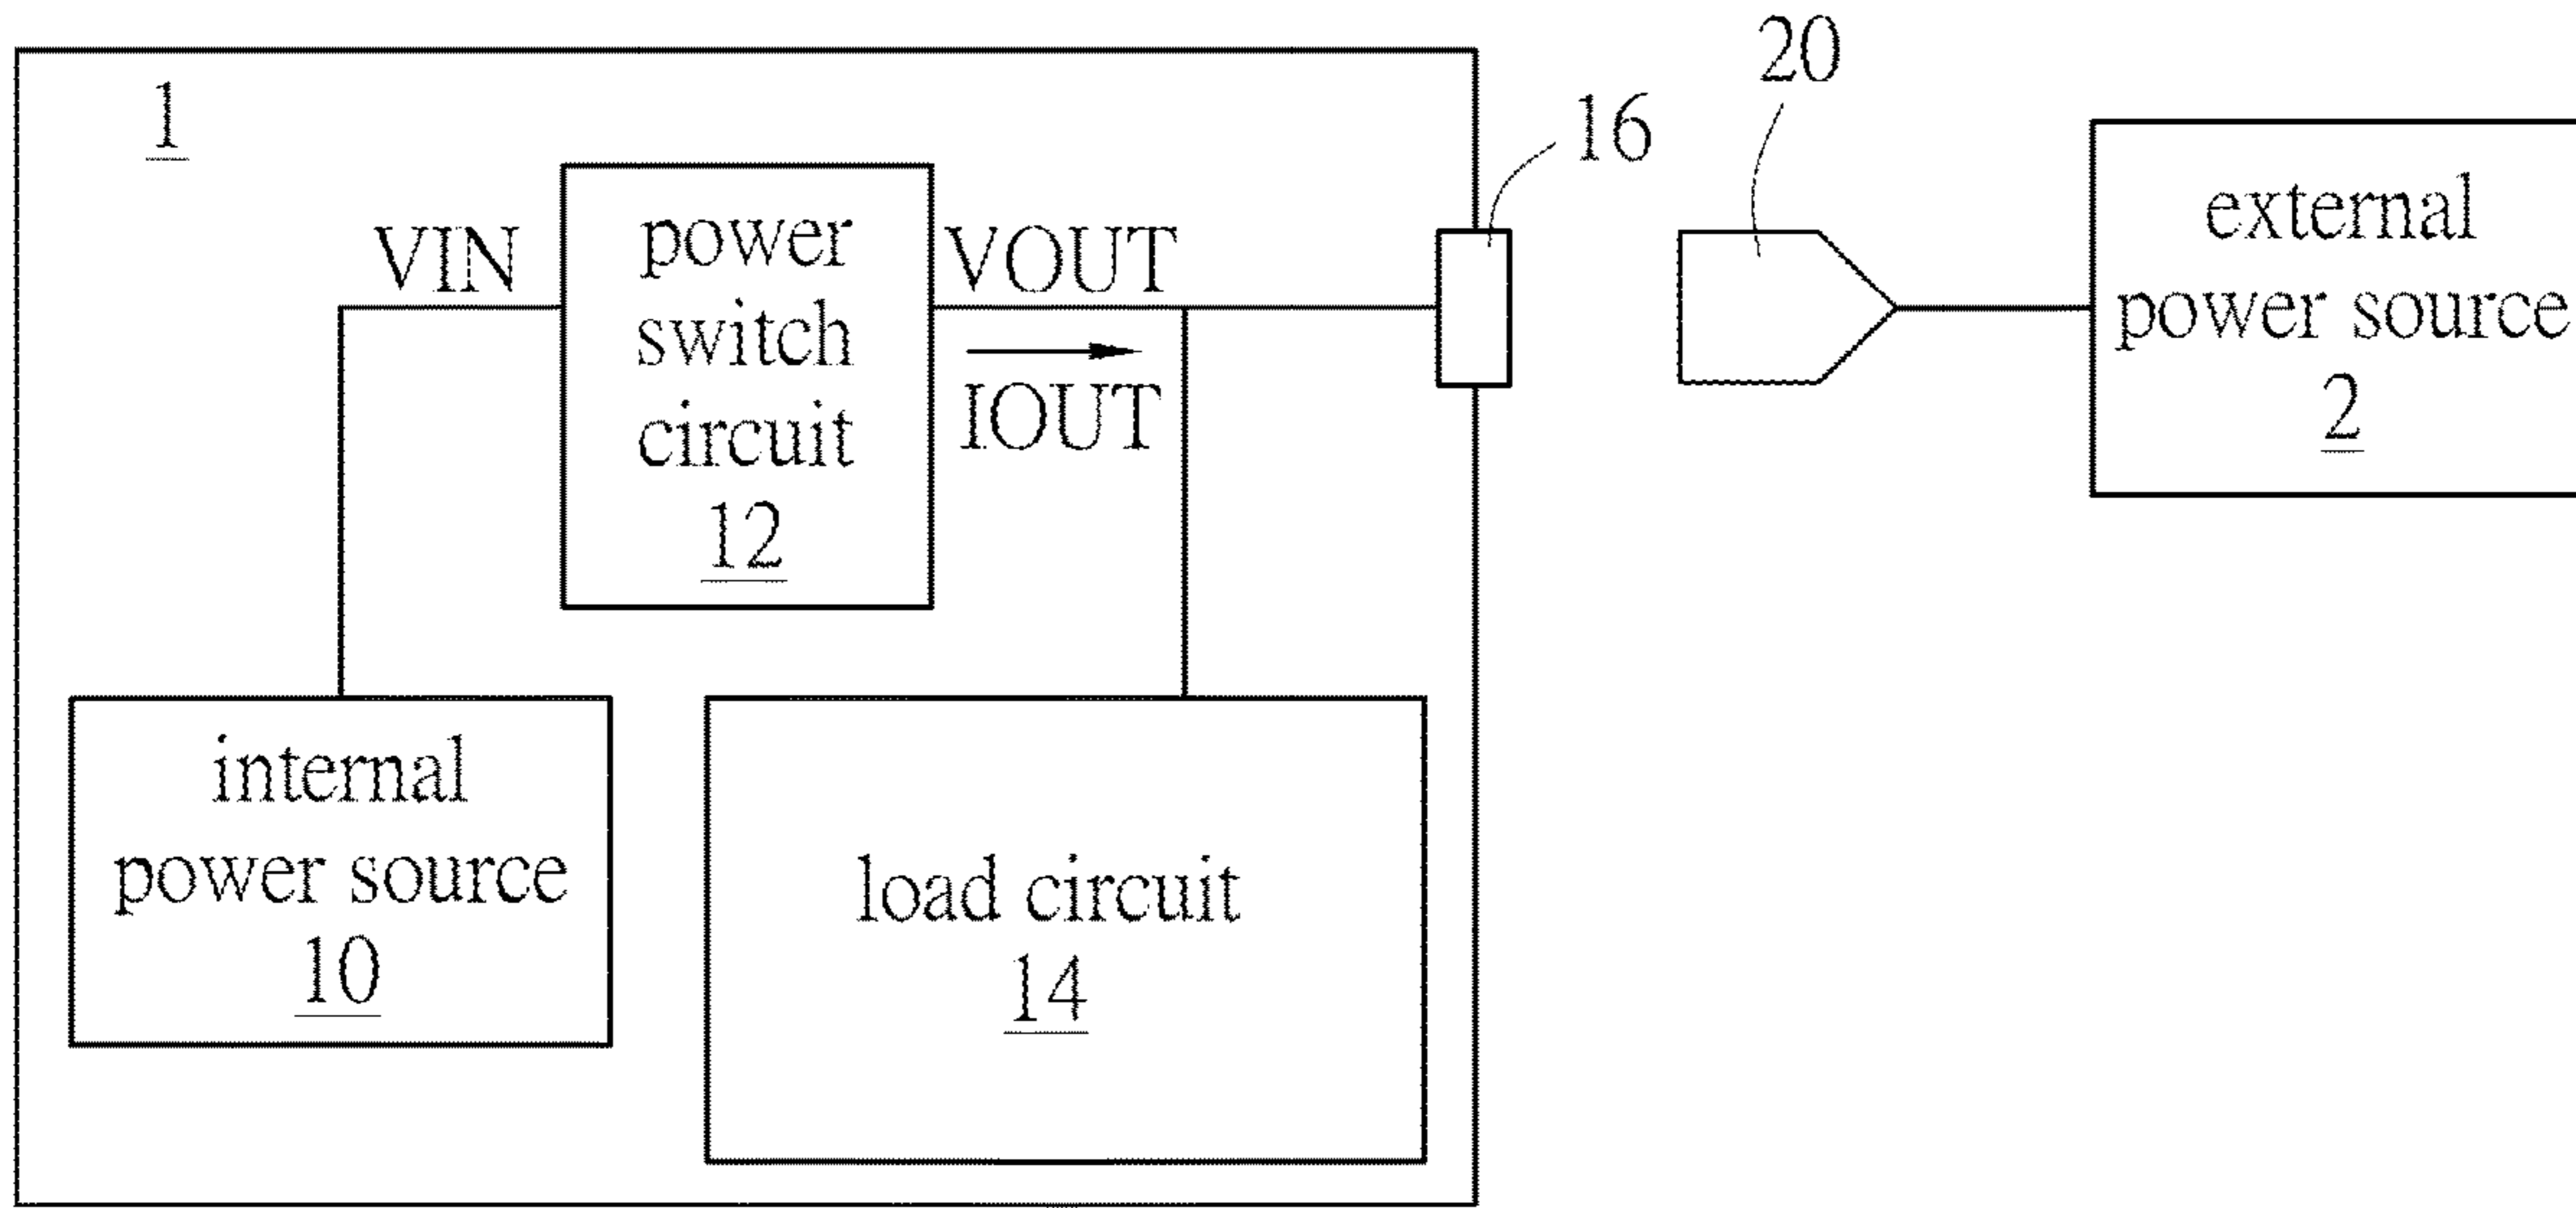 1
VIN
power
switch
circuit
12
VOUT
IOUT
16
20
external
power source
2
internal
power source
10
load circuit
14